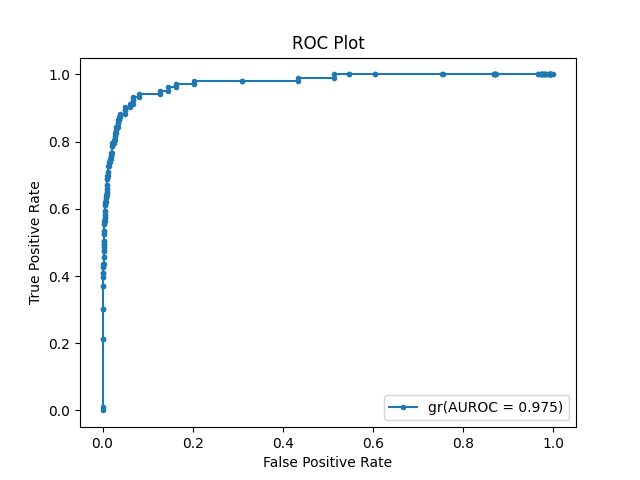 ROC Plot
True Positive Rate
1.0
0.8
0.6
0.4
0.2
0.0
gr(AUROC = 0.975)
0.0 0.2 0.4 0.6 0.8 1.0
False Positive Rate